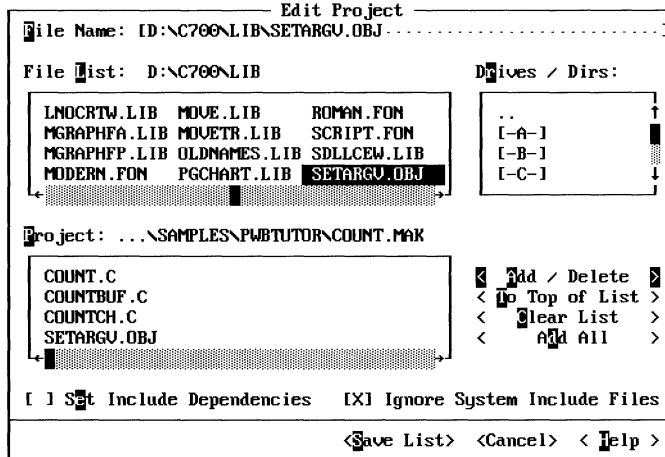 Edit Project
File Name: [D:\C700\LIB\SETARGV.OBJ..........................]
File List: D:\C700\LIB
Drives / Dirs:
LNOCRTW.LIB MOVE.LIB ROMAN.FON
MGRAPHFA.LIB MOVETR.LIB SCRIPT.FON
MGRAPHFP.LIB OLDNAMES.LIB SDLLCEW.LIB
MODERN.FON PGCHART.LIB SETARGV.OBJ
..
[-A-]
[-B-]
[-C-]
Project: ...\SAMPLES\PWBTUTOR\COUNT.MAK
COUNT.C
COUNTBUF.C
COUNTCH.C
SETARGV.OBJ
< Add / Delete >
< To Top of List >
< Clear List >
< Add All >
[ ] Set Include Dependencies [X] Ignore System Include Files
<Save List> <Cancel> < Help >